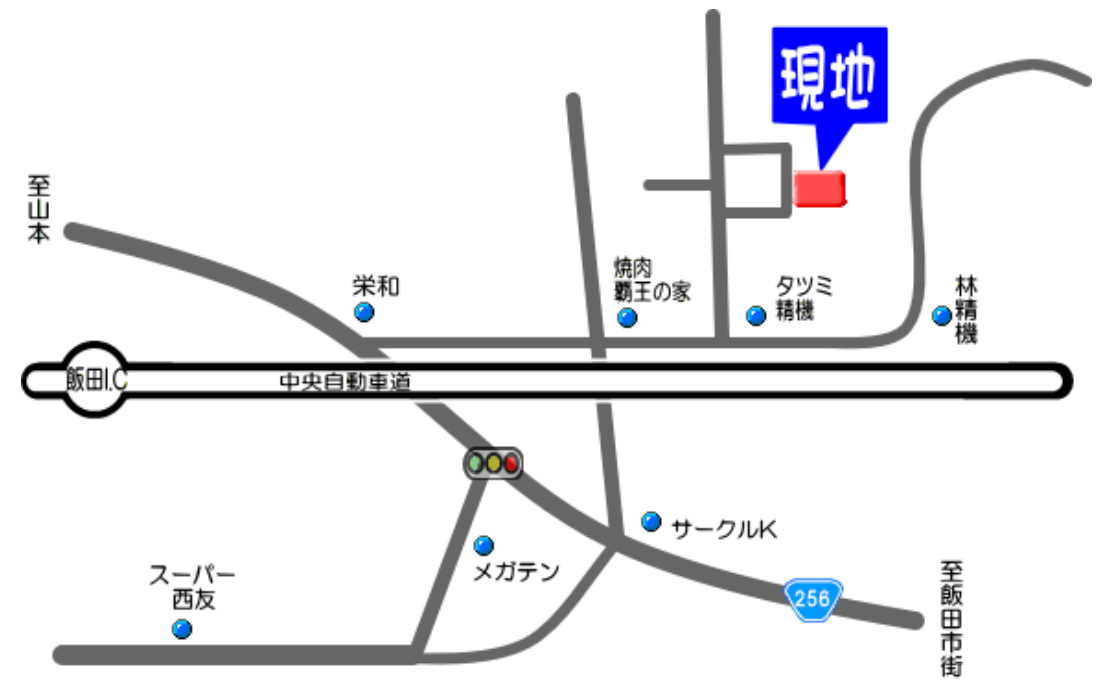 現地
至山本
栄和
焼肉
覇王の家
タツミ
精機
林精機
飯田I.C
中央自動車道
サークルK
メガテン
スーパー
西友
256
至飯田市街